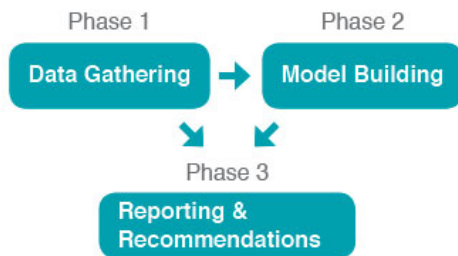 Phase 1
Phase 2
Data Gathering
Model Building
Phase 3
Reporting &
Recommendations